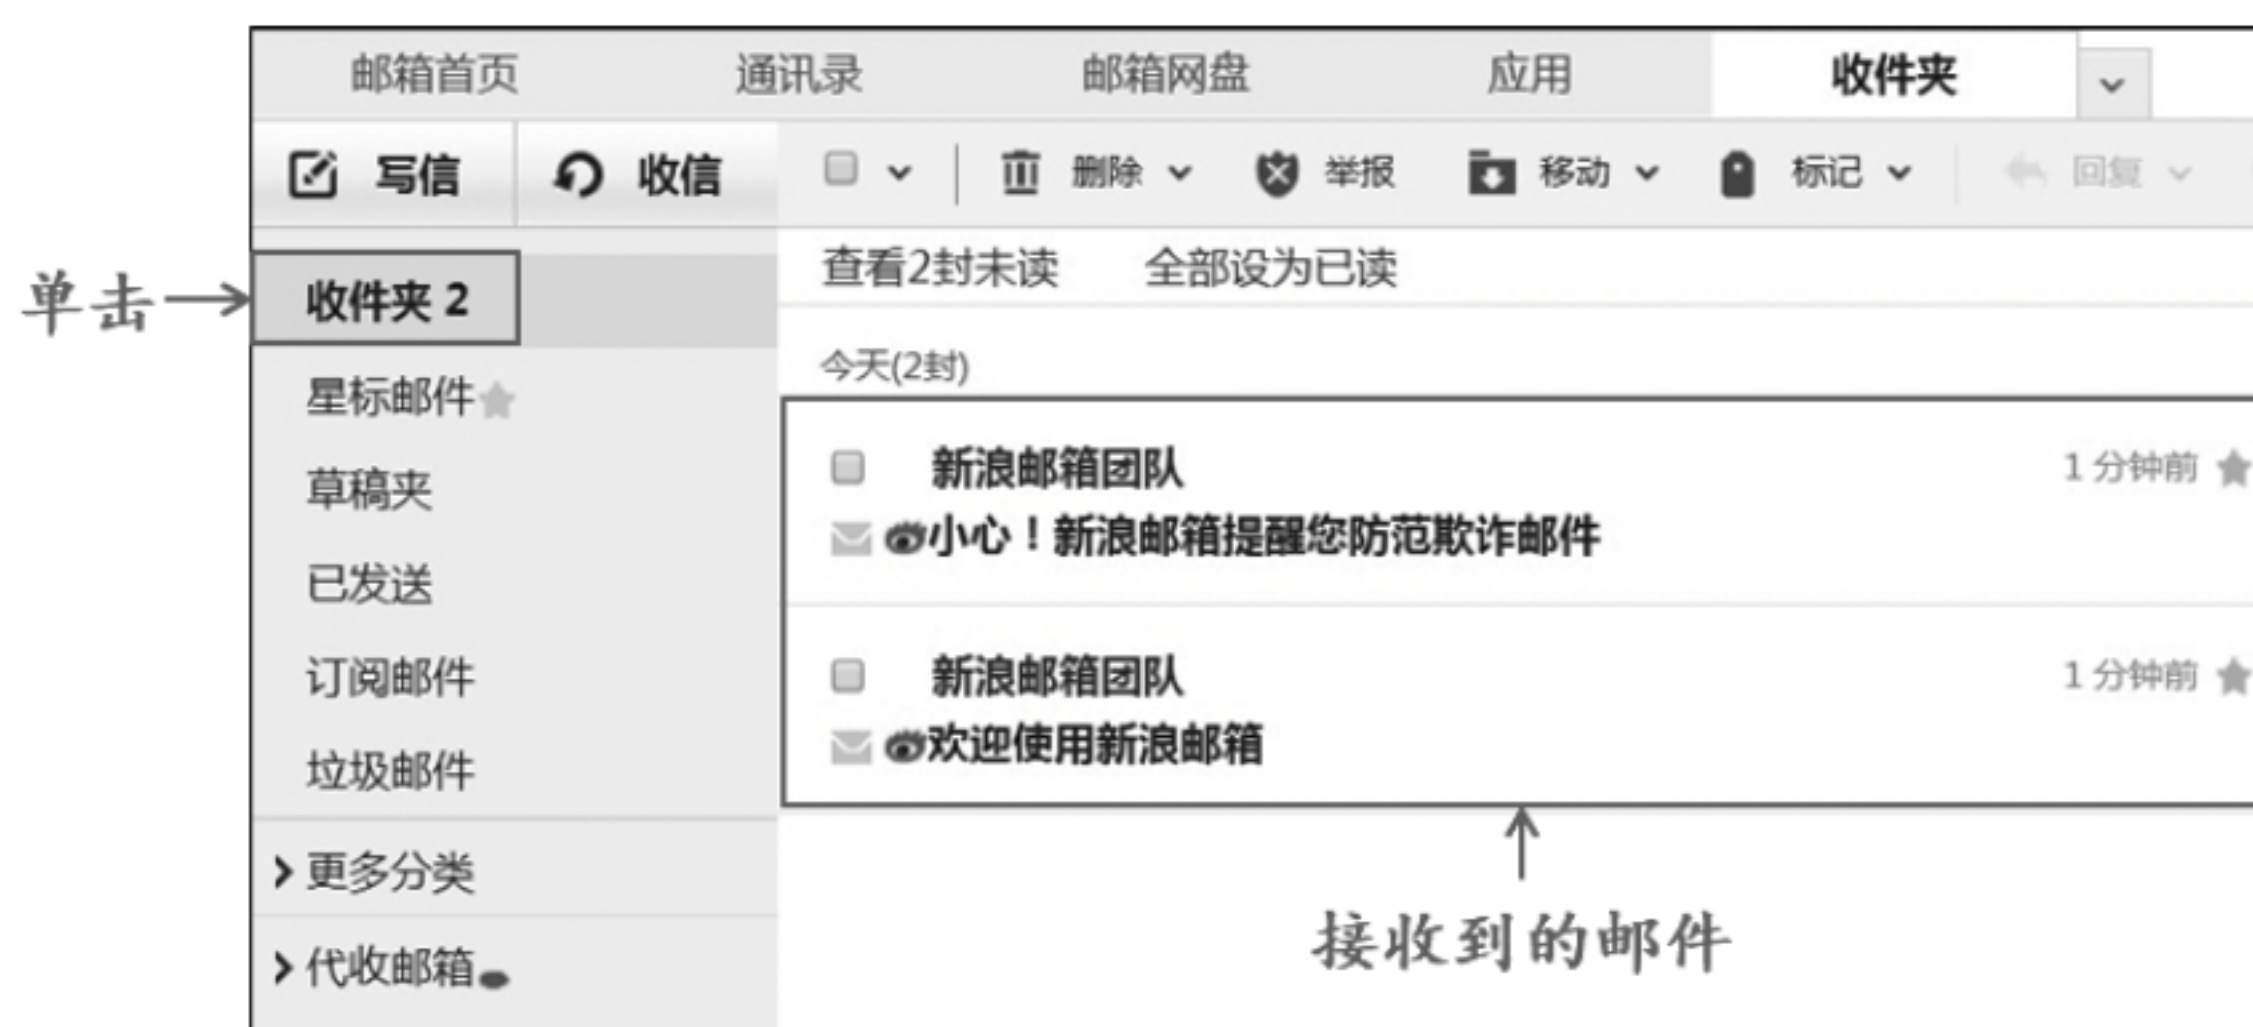 邮箱首页 通讯录 邮箱网盘 应用 收件夹
写信 收信 删除 举报 移动 标记 回复
查看2封未读 全部设为已读
单击
收件夹 2
星标邮件
草稿夹
已发送
订阅邮件
垃圾邮件
更多分类
代收邮箱
今天(2封)
新浪邮箱团队 1 分钟前
小心！新浪邮箱提醒您防范欺诈邮件
新浪邮箱团队 1 分钟前
欢迎使用新浪邮箱
接收到的邮件